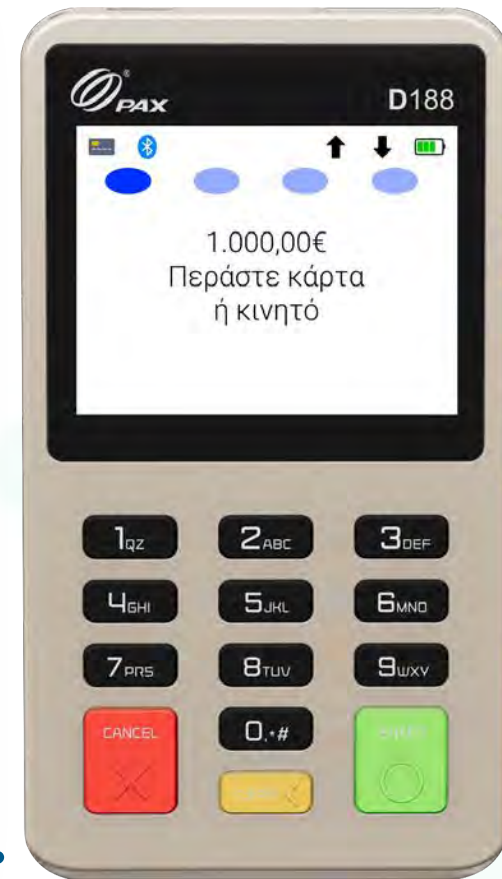 PAX
D188
1.000,00€
Περάστε κάρτα
ή κινητό
1QZ 2ABC 3DEF
4GHI 5JKL 6MNO
7PRS 8TUV 9WXY
CANCEL 0.*#